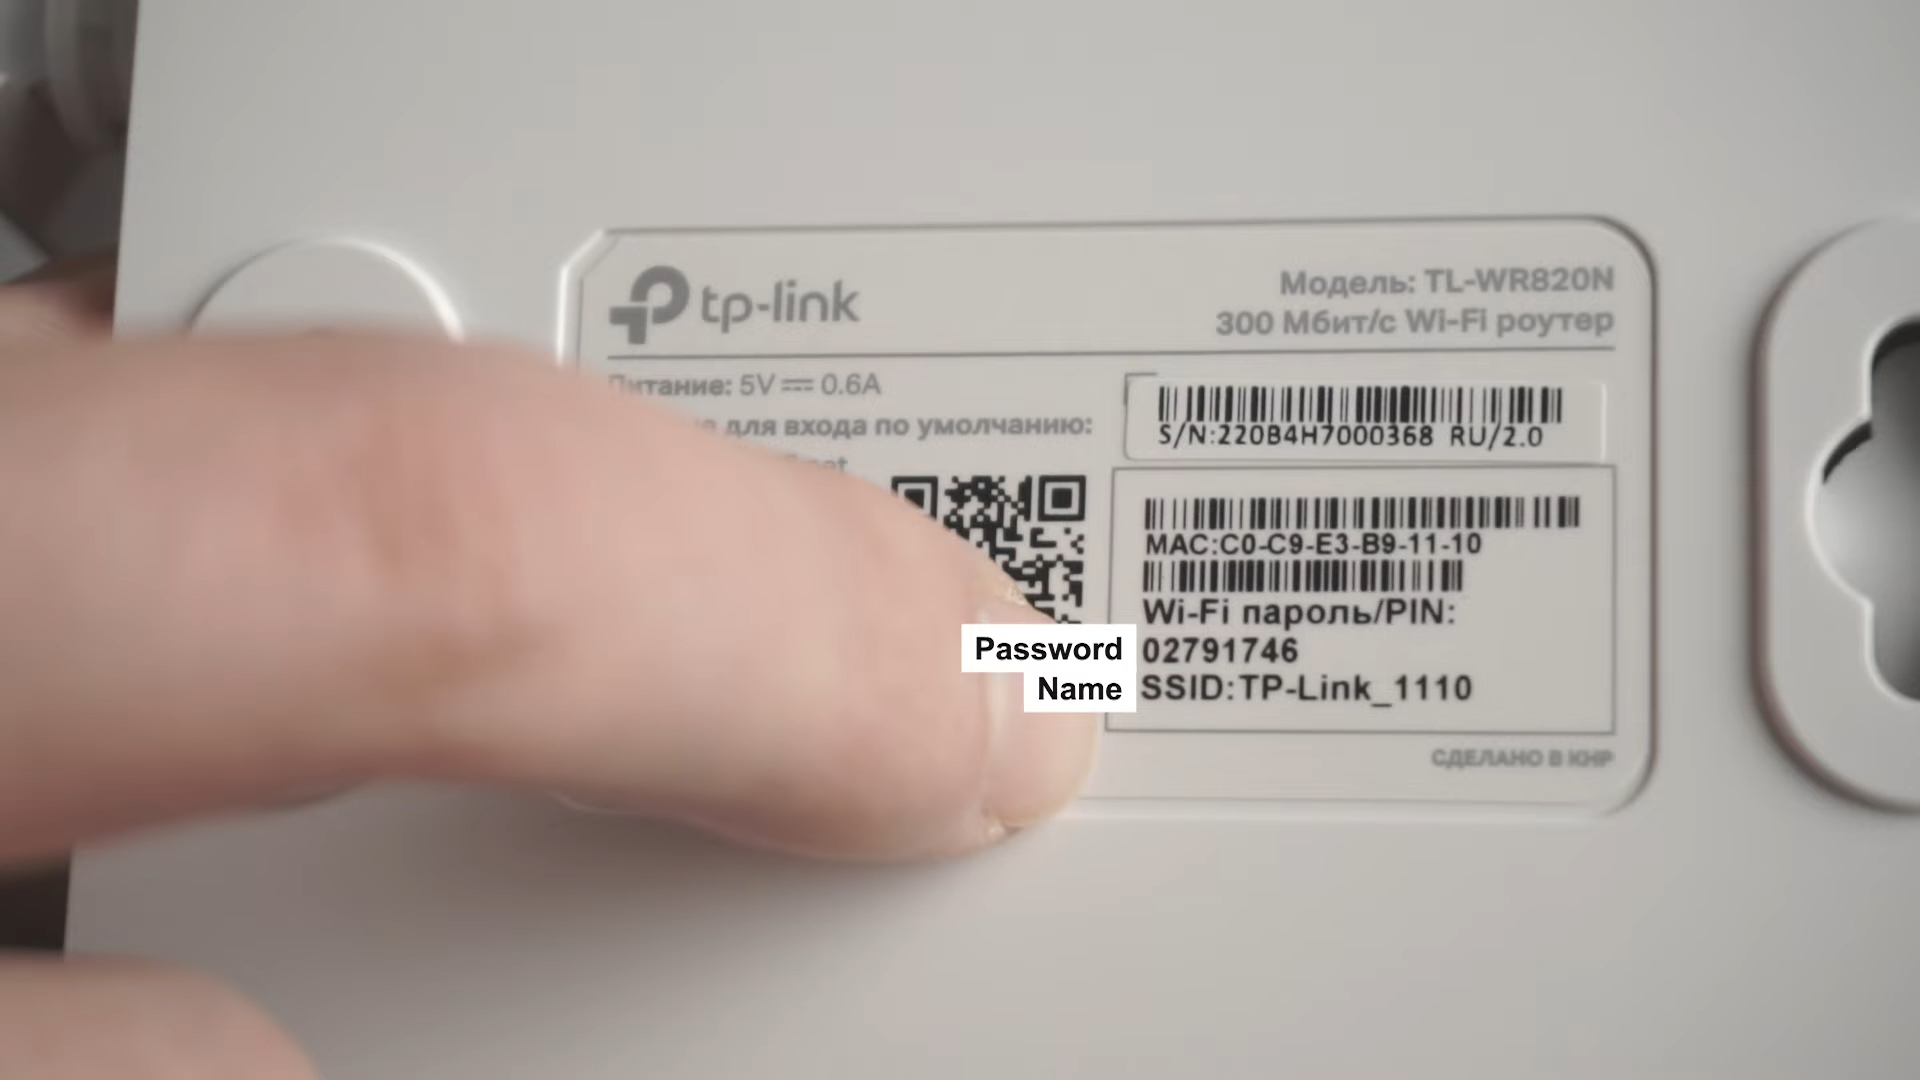 tp-link
Модель: TL-WR820N
300 Мбит/с Wi-Fi роутер
Питание: 5V 0.6A
для входа по умолчанию:
S/N:220B4H7000368 RU/2.0
MAC:C0-C9-E3-B9-11-10
Wi-Fi пароль/PIN:
Password 02791746
Name SSID:TP-Link_1110
СДЕЛАНО В КНР